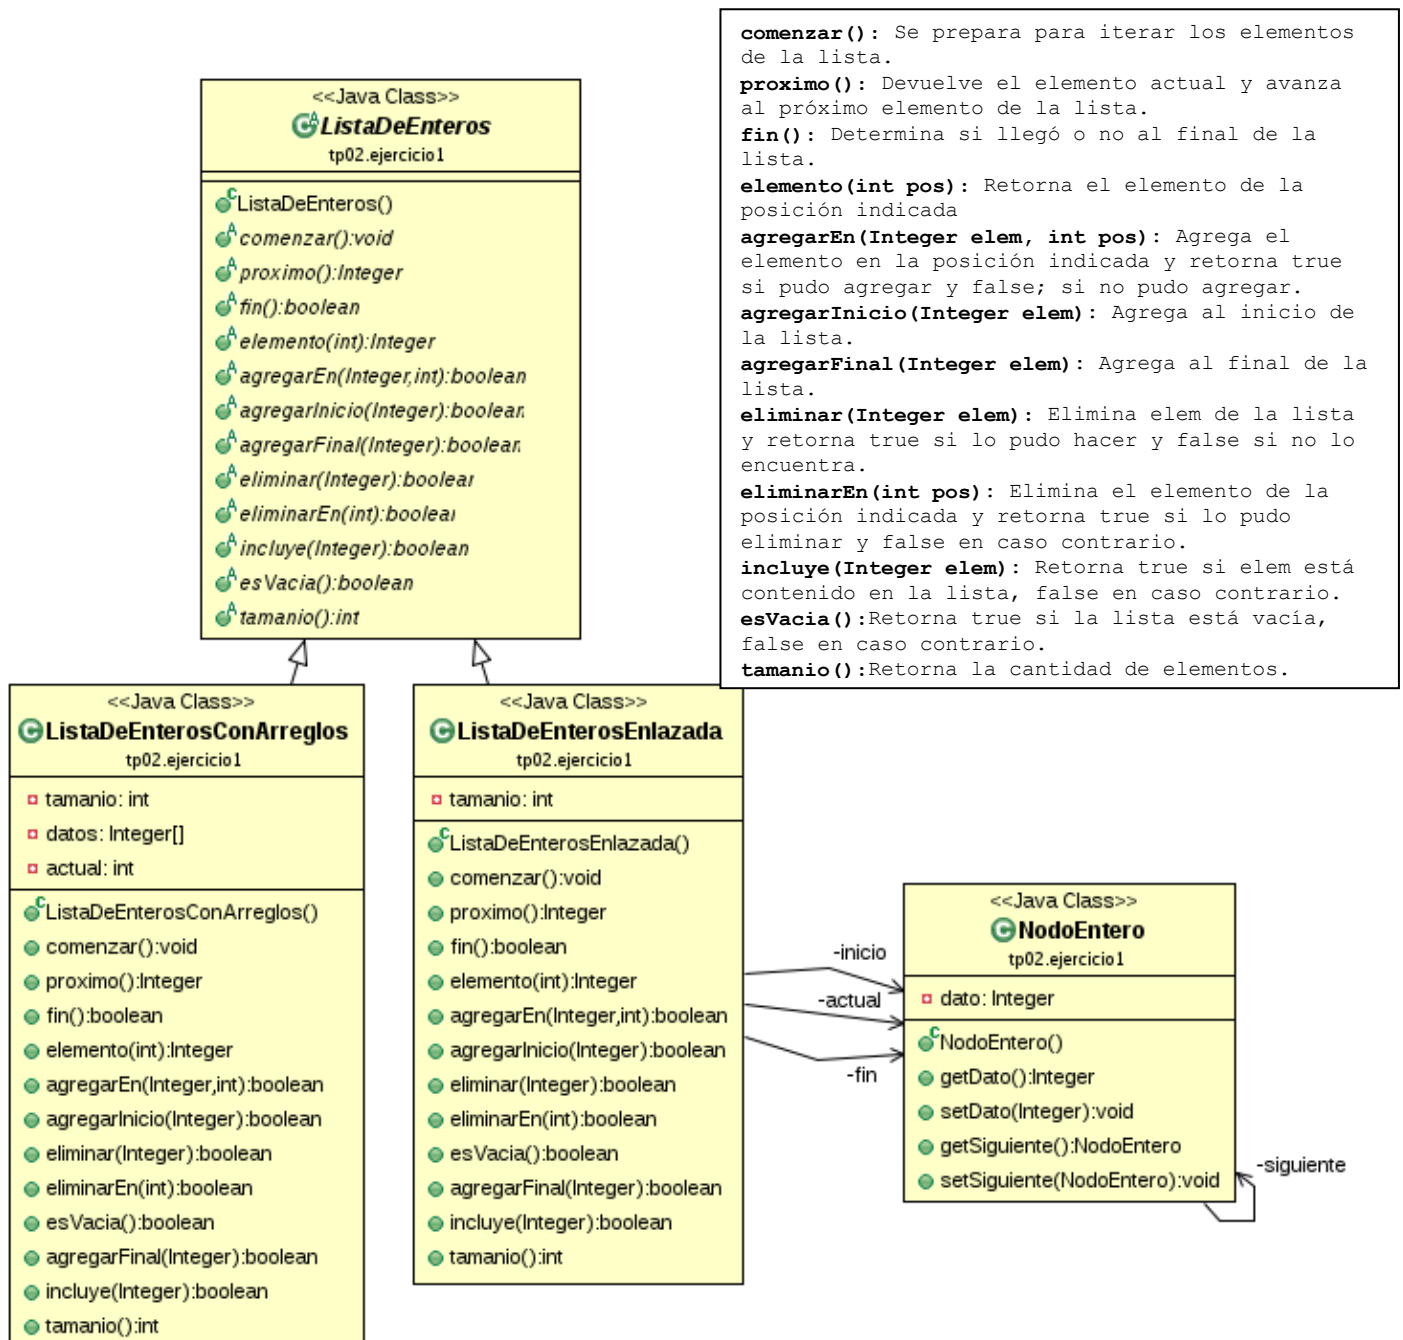 comenzar(): Se prepara para iterar los elementos
de la lista.
proximo(): Devuelve el elemento actual y avanza
al próximo elemento de la lista.
fin(): Determina si llegó o no al final de la
lista.
elemento(int pos): Retorna el elemento de la
posición indicada
agregarEn(Integer elem, int pos): Agrega el
elemento en la posición indicada y retorna true
si pudo agregar y false; si no pudo agregar.
agregarInicio(Integer elem): Agrega al inicio de
la lista.
agregarFinal(Integer elem): Agrega al final de la
lista.
eliminar(Integer elem): Elimina elem de la lista
y retorna true si lo pudo hacer y false si no lo
encuentra.
eliminarEn(int pos): Elimina el elemento de la
posición indicada y retorna true si lo pudo
eliminar y false en caso contrario.
incluye(Integer elem): Retorna true si elem está
contenido en la lista, false en caso contrario.
esVacia():Retorna true si la lista está vacía,
false en caso contrario.
tamanio():Retorna la cantidad de elementos.
<<Java Class>>
ListaDeEnteros
tp02.ejercicio1
ListaDeEnteros()
comenzar():void
proximo():Integer
fin():boolean
elemento(int):Integer
agregarEn(Integer,int):boolean
agregarInicio(Integer):boolean
agregarFinal(Integer):boolean
eliminar(Integer):boolear
eliminarEn(int):boolear
incluye(Integer):boolean
esVacia():boolean
tamanio():int
<<Java Class>>
ListaDeEnterosConArreglos
tp02.ejercicio1
tamanio: int
datos: Integer[]
actual: int
ListaDeEnterosConArreglos()
comenzar():void
proximo():Integer
fin():boolean
elemento(int):Integer
agregarEn(Integer,int):boolean
agregarInicio(Integer):boolean
eliminar(Integer):boolean
eliminarEn(int):boolean
esVacia():boolean
agregarFinal(Integer):boolean
incluye(Integer):boolean
tamanio():int
<<Java Class>>
ListaDeEnterosEnlazada
tp02.ejercicio1
tamanio: int
ListaDeEnterosEnlazada()
comenzar():void
proximo():Integer
fin():boolean
elemento(int):Integer
agregarEn(Integer,int):boolean
agregarInicio(Integer):boolean
eliminar(Integer):boolean
eliminarEn(int):boolean
esVacia():boolean
agregarFinal(Integer):boolean
incluye(Integer):boolean
tamanio():int
-inicio
-actual
-fin
<<Java Class>>
NodoEntero
tp02.ejercicio1
dato: Integer
NodoEntero()
getDato():Integer
setDato(Integer):void
getSiguiente():NodoEntero
setSiguiente(NodoEntero):void
-siguiente